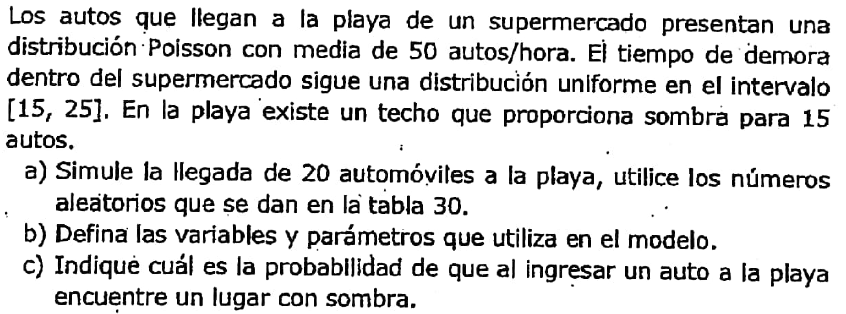 Los autos que llegan a la playa de un supermercado presentan una
distribución Poisson con media de 50 autos/hora. El tiempo de demora
dentro del supermercado sigue una distribución uniforme en el intervalo
[15, 25]. En la playa existe un techo que proporciona sombra para 15
autos.
a) Simule la llegada de 20 automóviles a la playa, utilice los números
aleatorios que se dan en la tabla 30.
b) Defina las variables y parámetros que utiliza en el modelo.
c) Indique cuál es la probabilidad de que al ingresar un auto a la playa
encuentre un lugar con sombra.